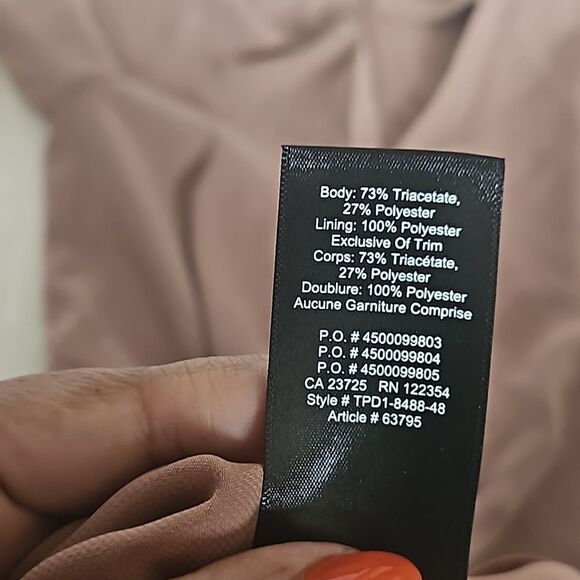 Body: 73% Triacetate,
27% Polyester
Lining: 100% Polyester
Exclusive Of Trim
Corps: 73% Triacétate,
27% Polyester
Doublure: 100% Polyester
Aucune Garniture Comprise
P.O. # 4500099803
P.O. # 4500099804
P.O. # 4500099805
CA 23725 RN 122354
Style # TPD1-8488-48
Article # 63795